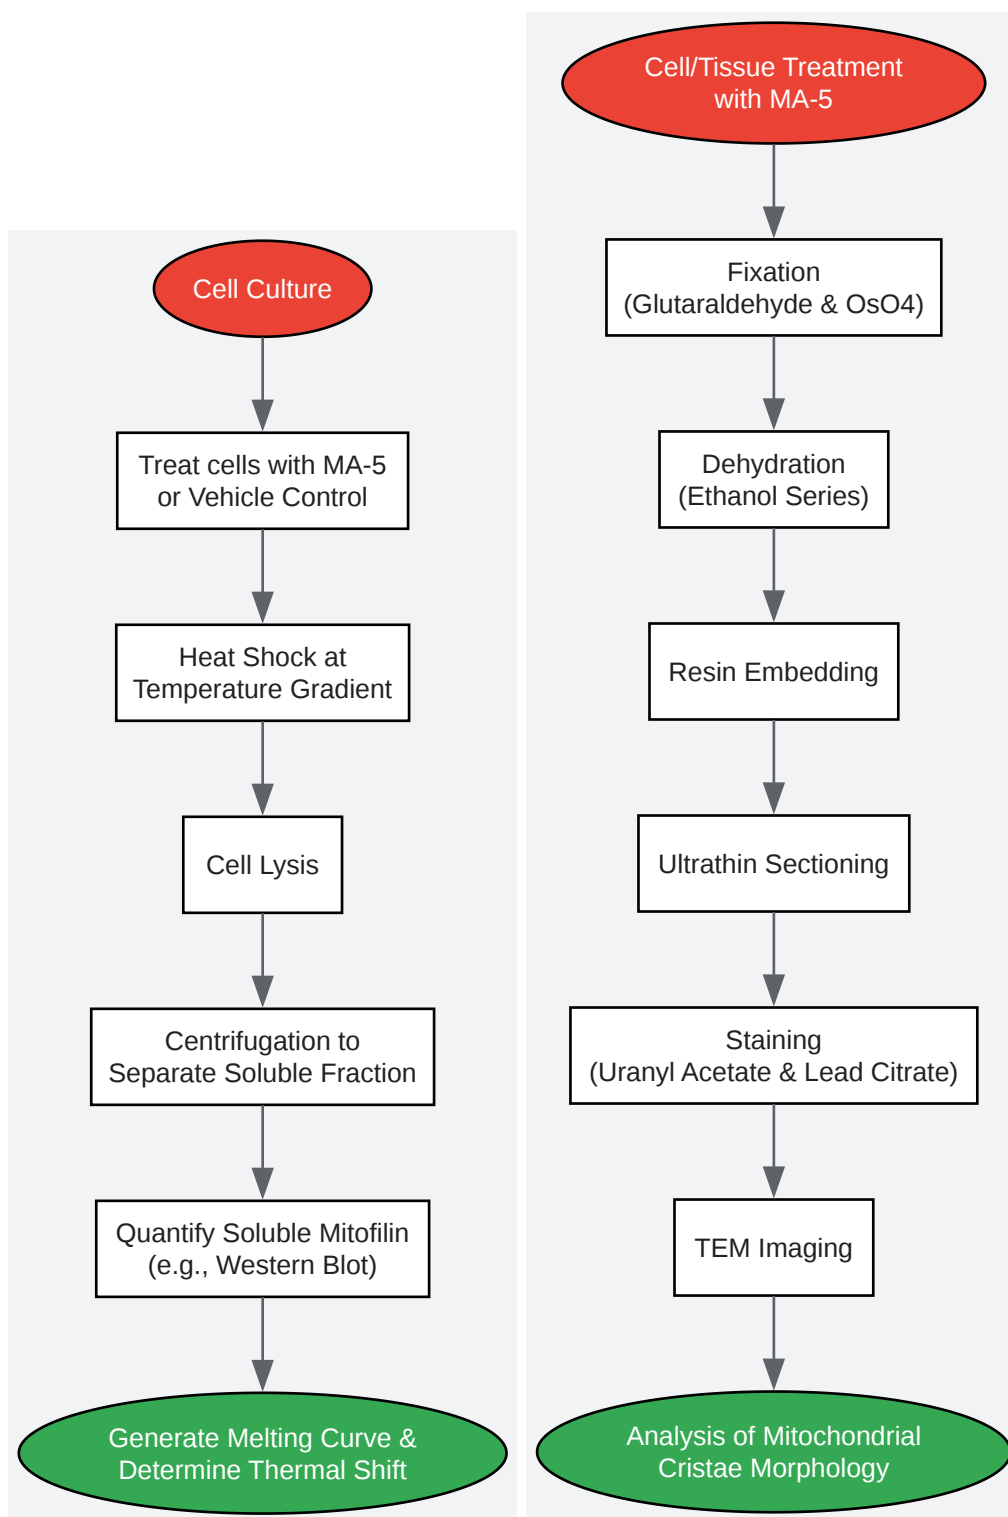 Cell Culture
Treat cells with MA-5
or Vehicle Control
Heat Shock at
Temperature Gradient
Cell Lysis
Centrifugation to
Separate Soluble Fraction
Quantify Soluble Mitofilin
(e.g., Western Blot)
Generate Melting Curve &
Determine Thermal Shift
Cell/Tissue Treatment
with MA-5
Fixation
(Glutaraldehyde & OsO4)
Dehydration
(Ethanol Series)
Resin Embedding
Ultrathin Sectioning
Staining
(Uranyl Acetate & Lead Citrate)
TEM Imaging
Analysis of Mitochondrial
Cristae Morphology